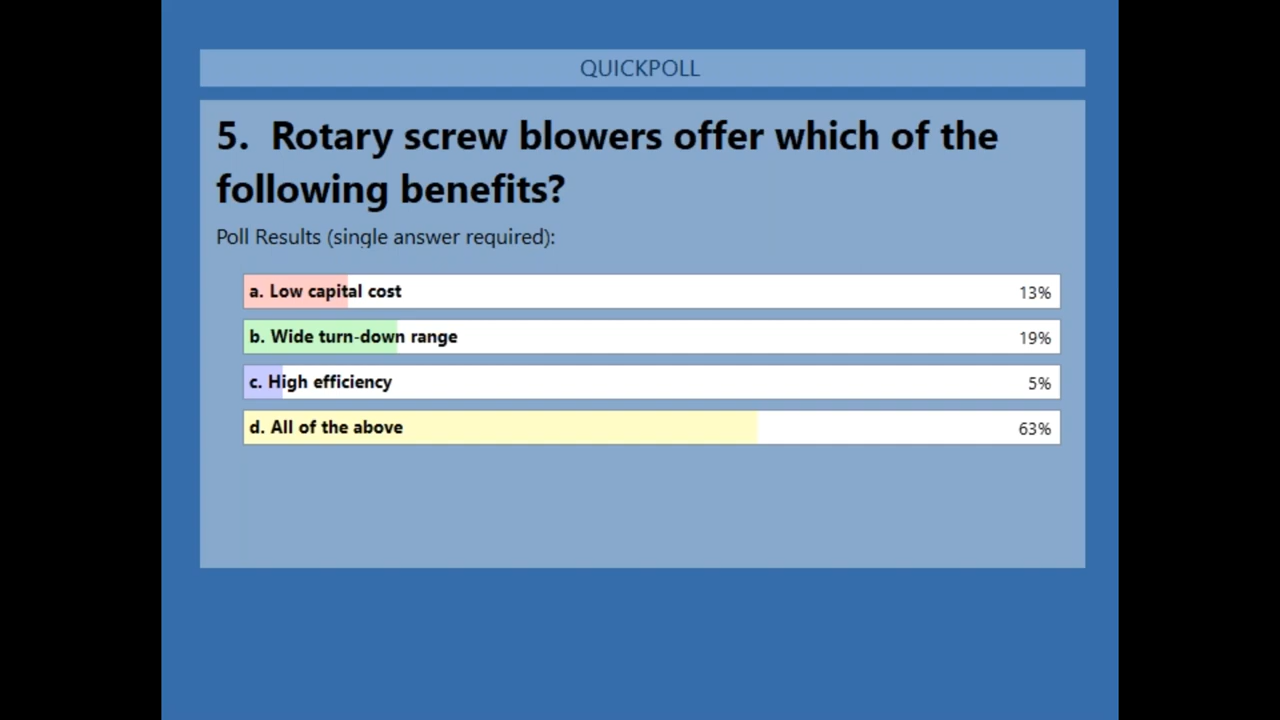 QUICKPOLL
5. Rotary screw blowers offer which of the
following benefits?
Poll Results (single answer required):
a. Low capital cost 13%
b. Wide turn-down range 19%
c. High efficiency 5%
d. All of the above 63%